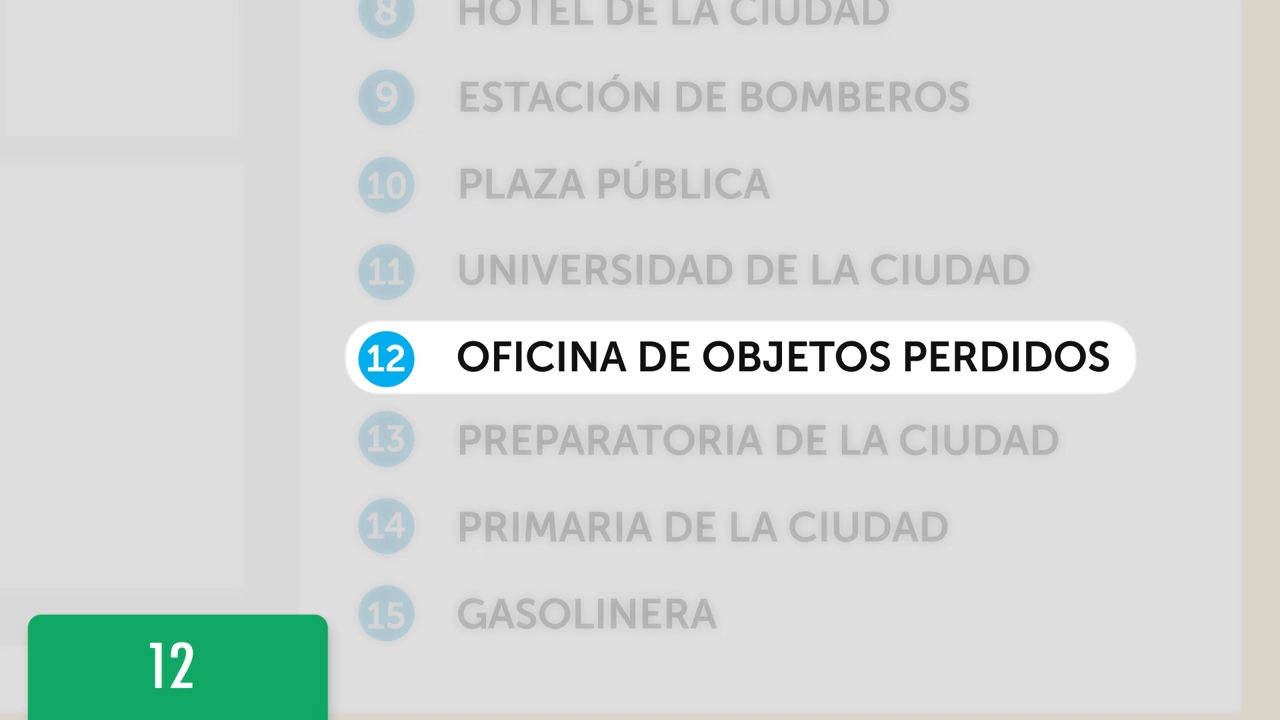 8 HOTEL DE LA CIUDAD
9 ESTACIÓN DE BOMBEROS
10 PLAZA PÚBLICA
11 UNIVERSIDAD DE LA CIUDAD
12 OFICINA DE OBJETOS PERDIDOS
13 PREPARATORIA DE LA CIUDAD
14 PRIMARIA DE LA CIUDAD
15 GASOLINERA
12